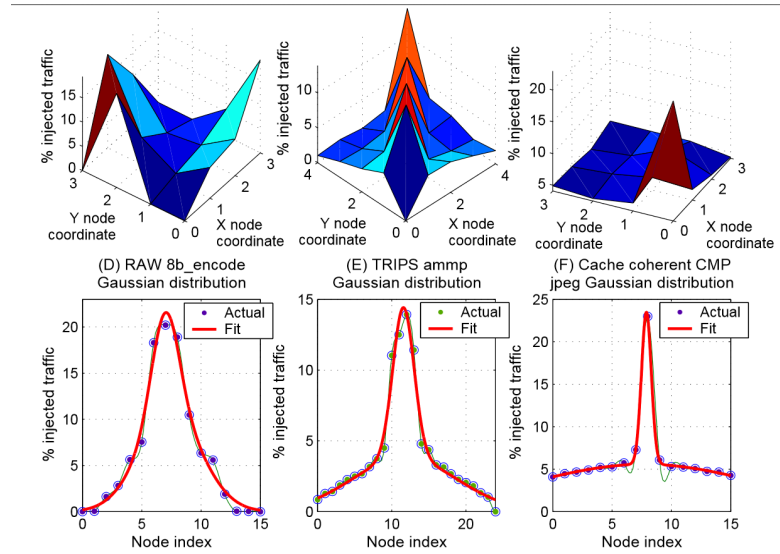 % injected traffic
15
10
5
0
3
2
1
0
Y node
coordinate
0
1
2
3
X node
coordinate
% injected traffic
10
5
0
4
2
0
Y node
coordinate
0
2
4
X node
coordinate
% injected traffic
20
15
10
5
3
2
1
0
Y node
coordinate
0
1
2
3
X node
coordinate
(D) RAW 8b_encode
Gaussian distribution
(E) TRIPS ammp
Gaussian distribution
(F) Cache coherent CMP
jpeg Gaussian distribution
% injected traffic
20
15
10
5
0
0 5 10 15
Node index
Actual
Fit
% injected traffic
15
10
5
0
0 10 20
Node index
Actual
Fit
% injected traffic
25
20
15
10
5
0
0 5 10 15
Node index
Actual
Fit